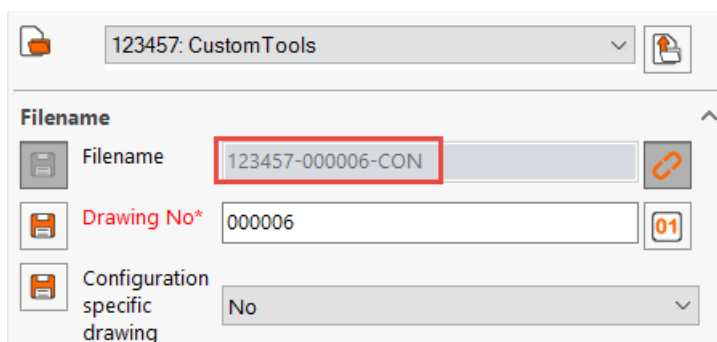 123457: CustomTools
Filename
Filename
123457-000006-CON
Drawing No*
000006
01
Configuration
specific
drawing
No